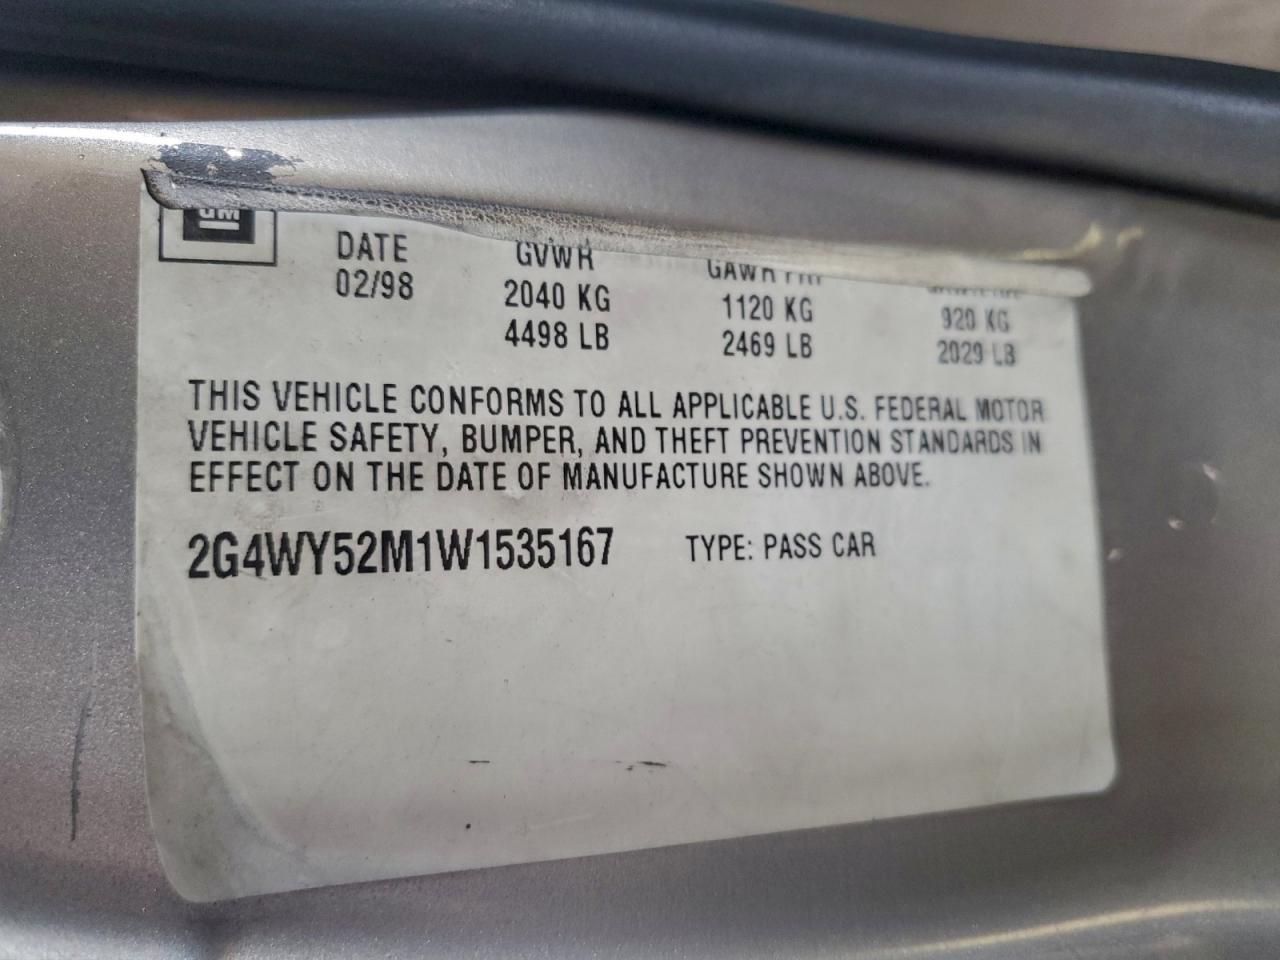 GM
DATE GVWR GAWR FRT
02/98 2040 KG 1120 KG 920 KG
4498 LB 2469 LB 2029 LB
THIS VEHICLE CONFORMS TO ALL APPLICABLE U.S. FEDERAL MOTOR
VEHICLE SAFETY, BUMPER, AND THEFT PREVENTION STANDARDS IN
EFFECT ON THE DATE OF MANUFACTURE SHOWN ABOVE.
2G4WY52M1W1535167 TYPE: PASS CAR